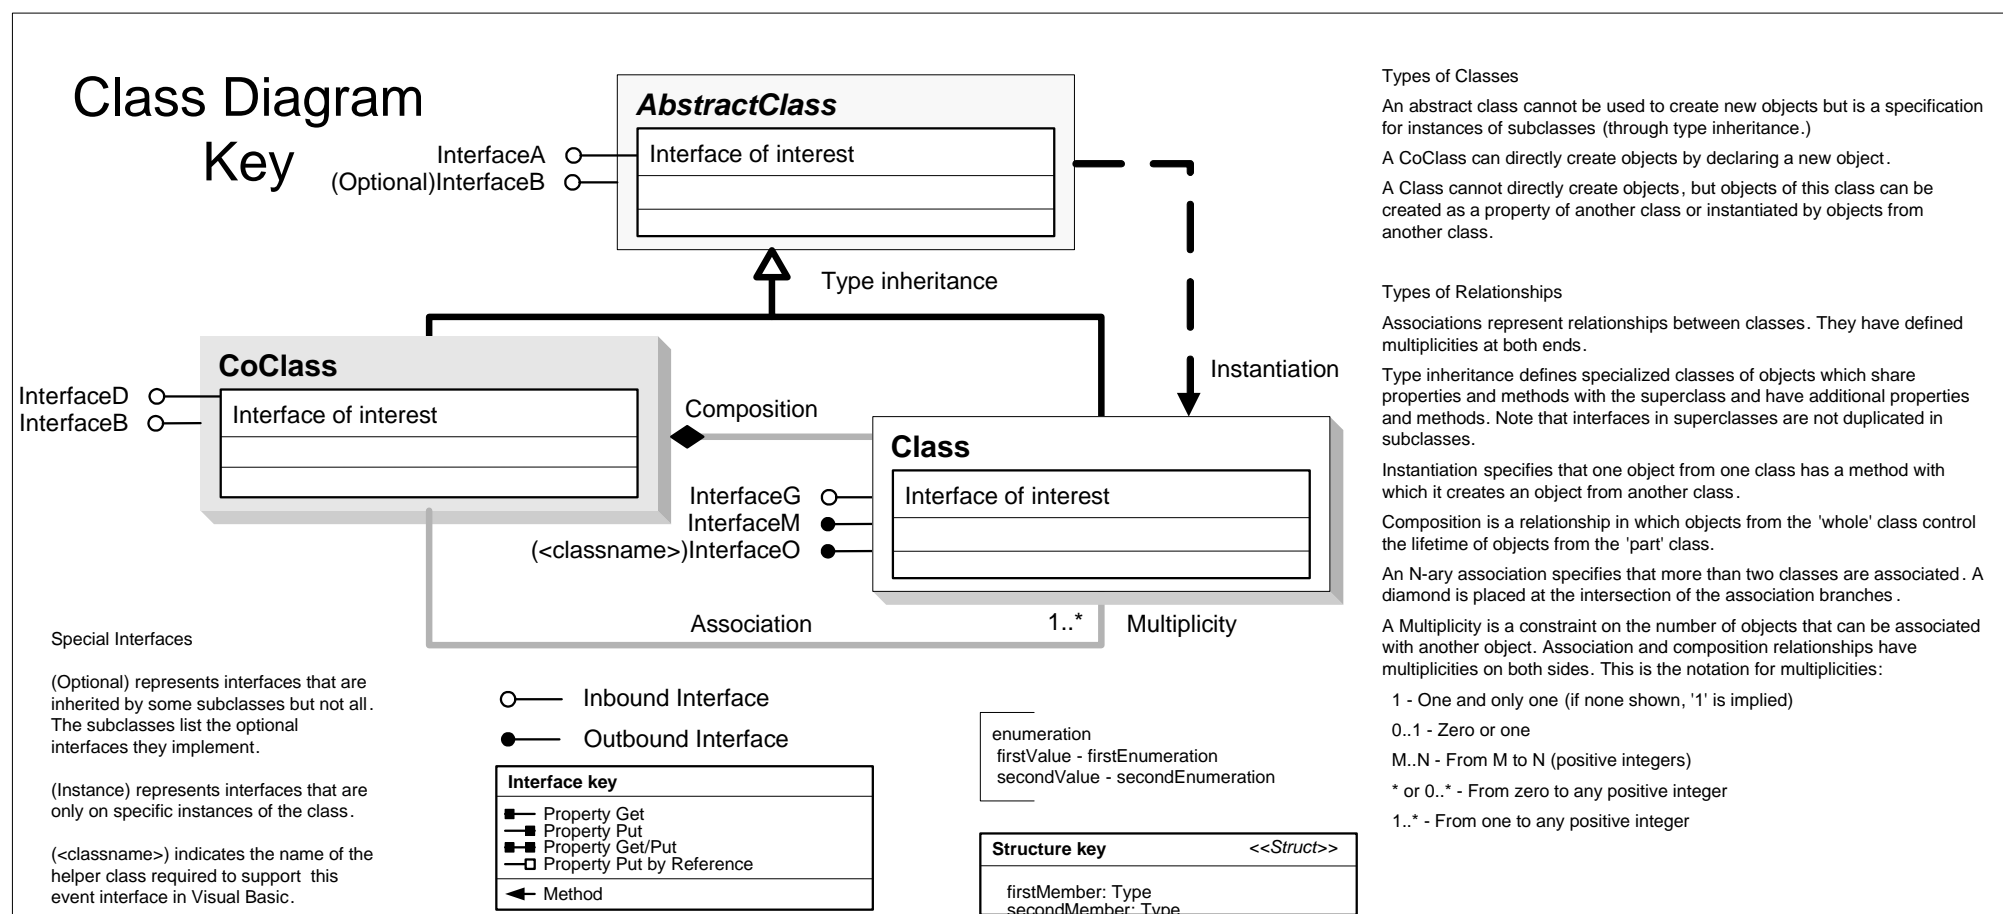 Class Diagram
Key
AbstractClass
Interface of interest
InterfaceA
(Optional)InterfaceB
Type inheritance
CoClass
Interface of interest
InterfaceD
InterfaceB
Composition
Instantiation
Class
Interface of interest
InterfaceG
InterfaceM
(<classname>)InterfaceO
Association
1..*
Multiplicity
Special Interfaces
(Optional) represents interfaces that are
inherited by some subclasses but not all.
The subclasses list the optional
interfaces they implement.
(Instance) represents interfaces that are
only on specific instances of the class.
(<classname>) indicates the name of the
helper class required to support this
event interface in Visual Basic.
Inbound Interface
Outbound Interface
Interface key
Property Get
Property Put
Property Get/Put
Property Put by Reference
Method
enumeration
firstValue - firstEnumeration
secondValue - secondEnumeration
Structure key <<Struct>>
firstMember: Type
secondMember: Type
Types of Classes
An abstract class cannot be used to create new objects but is a specification
for instances of subclasses (through type inheritance.)
A CoClass can directly create objects by declaring a new object.
A Class cannot directly create objects, but objects of this class can be
created as a property of another class or instantiated by objects from
another class.
Types of Relationships
Associations represent relationships between classes. They have defined
multiplicities at both ends.
Type inheritance defines specialized classes of objects which share
properties and methods with the superclass and have additional properties
and methods. Note that interfaces in superclasses are not duplicated in
subclasses.
Instantiation specifies that one object from one class has a method with
which it creates an object from another class.
Composition is a relationship in which objects from the 'whole' class control
the lifetime of objects from the 'part' class.
An N-ary association specifies that more than two classes are associated. A
diamond is placed at the intersection of the association branches.
A Multiplicity is a constraint on the number of objects that can be associated
with another object. Association and composition relationships have
multiplicities on both sides. This is the notation for multiplicities:
1 - One and only one (if none shown, '1' is implied)
0..1 - Zero or one
M..N - From M to N (positive integers)
* or 0..* - From zero to any positive integer
1..* - From one to any positive integer